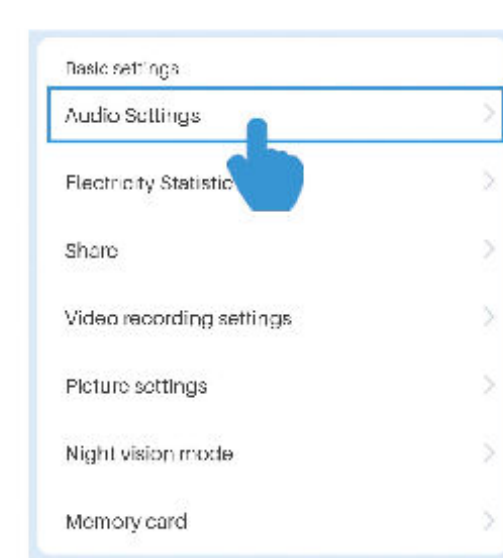 Basic settings
Audio Settings
Electricity Statistic
Share
Video recording settings
Picture settings
Night vision mode
Memory card